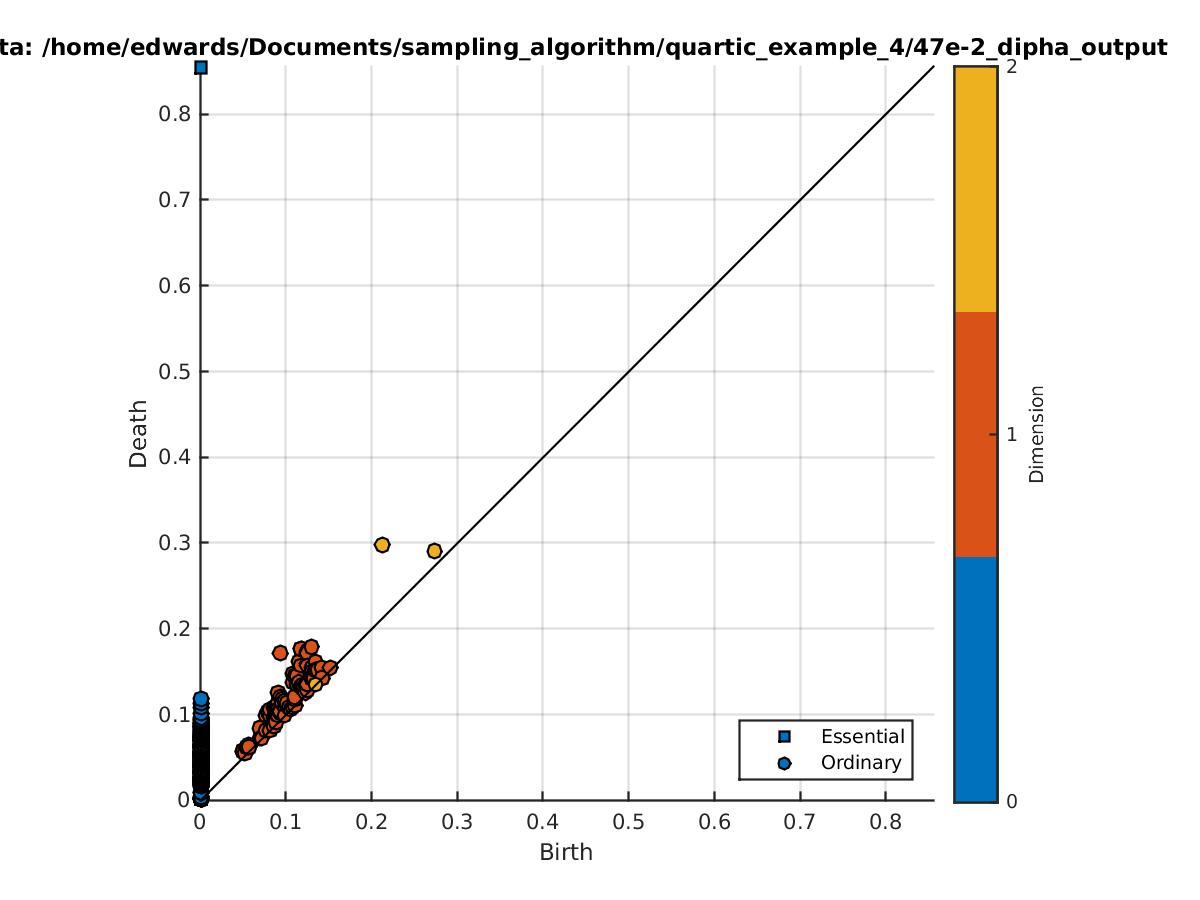 ta: /home/edwards/Documents/sampling_algorithm/quartic_example_4/47e-2_dipha_output
2
0.8
0.7
0.6
0.5
0.4
0.3
0.2
0.1
0
Death
1
Dimension
0
Essential
Ordinary
0 0.1 0.2 0.3 0.4 0.5 0.6 0.7 0.8
Birth